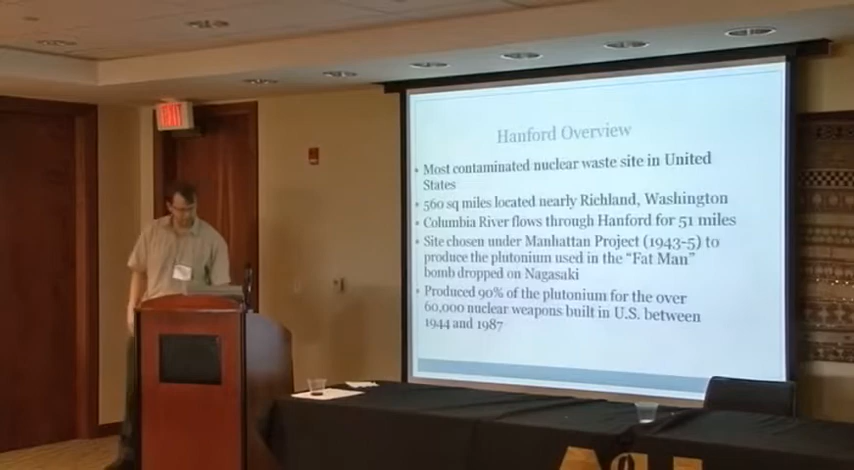 Hanford Overview
• Most contaminated nuclear waste site in United
States
• 560 sq miles located nearly Richland, Washington
• Columbia River flows through Hanford for 51 miles
• Site chosen under Manhattan Project (1943-5) to
produce the plutonium used in the “Fat Man”
bomb dropped on Nagasaki
• Produced 90% of the plutonium for the over
60,000 nuclear weapons built in U.S. between
1944 and 1987
EXIT